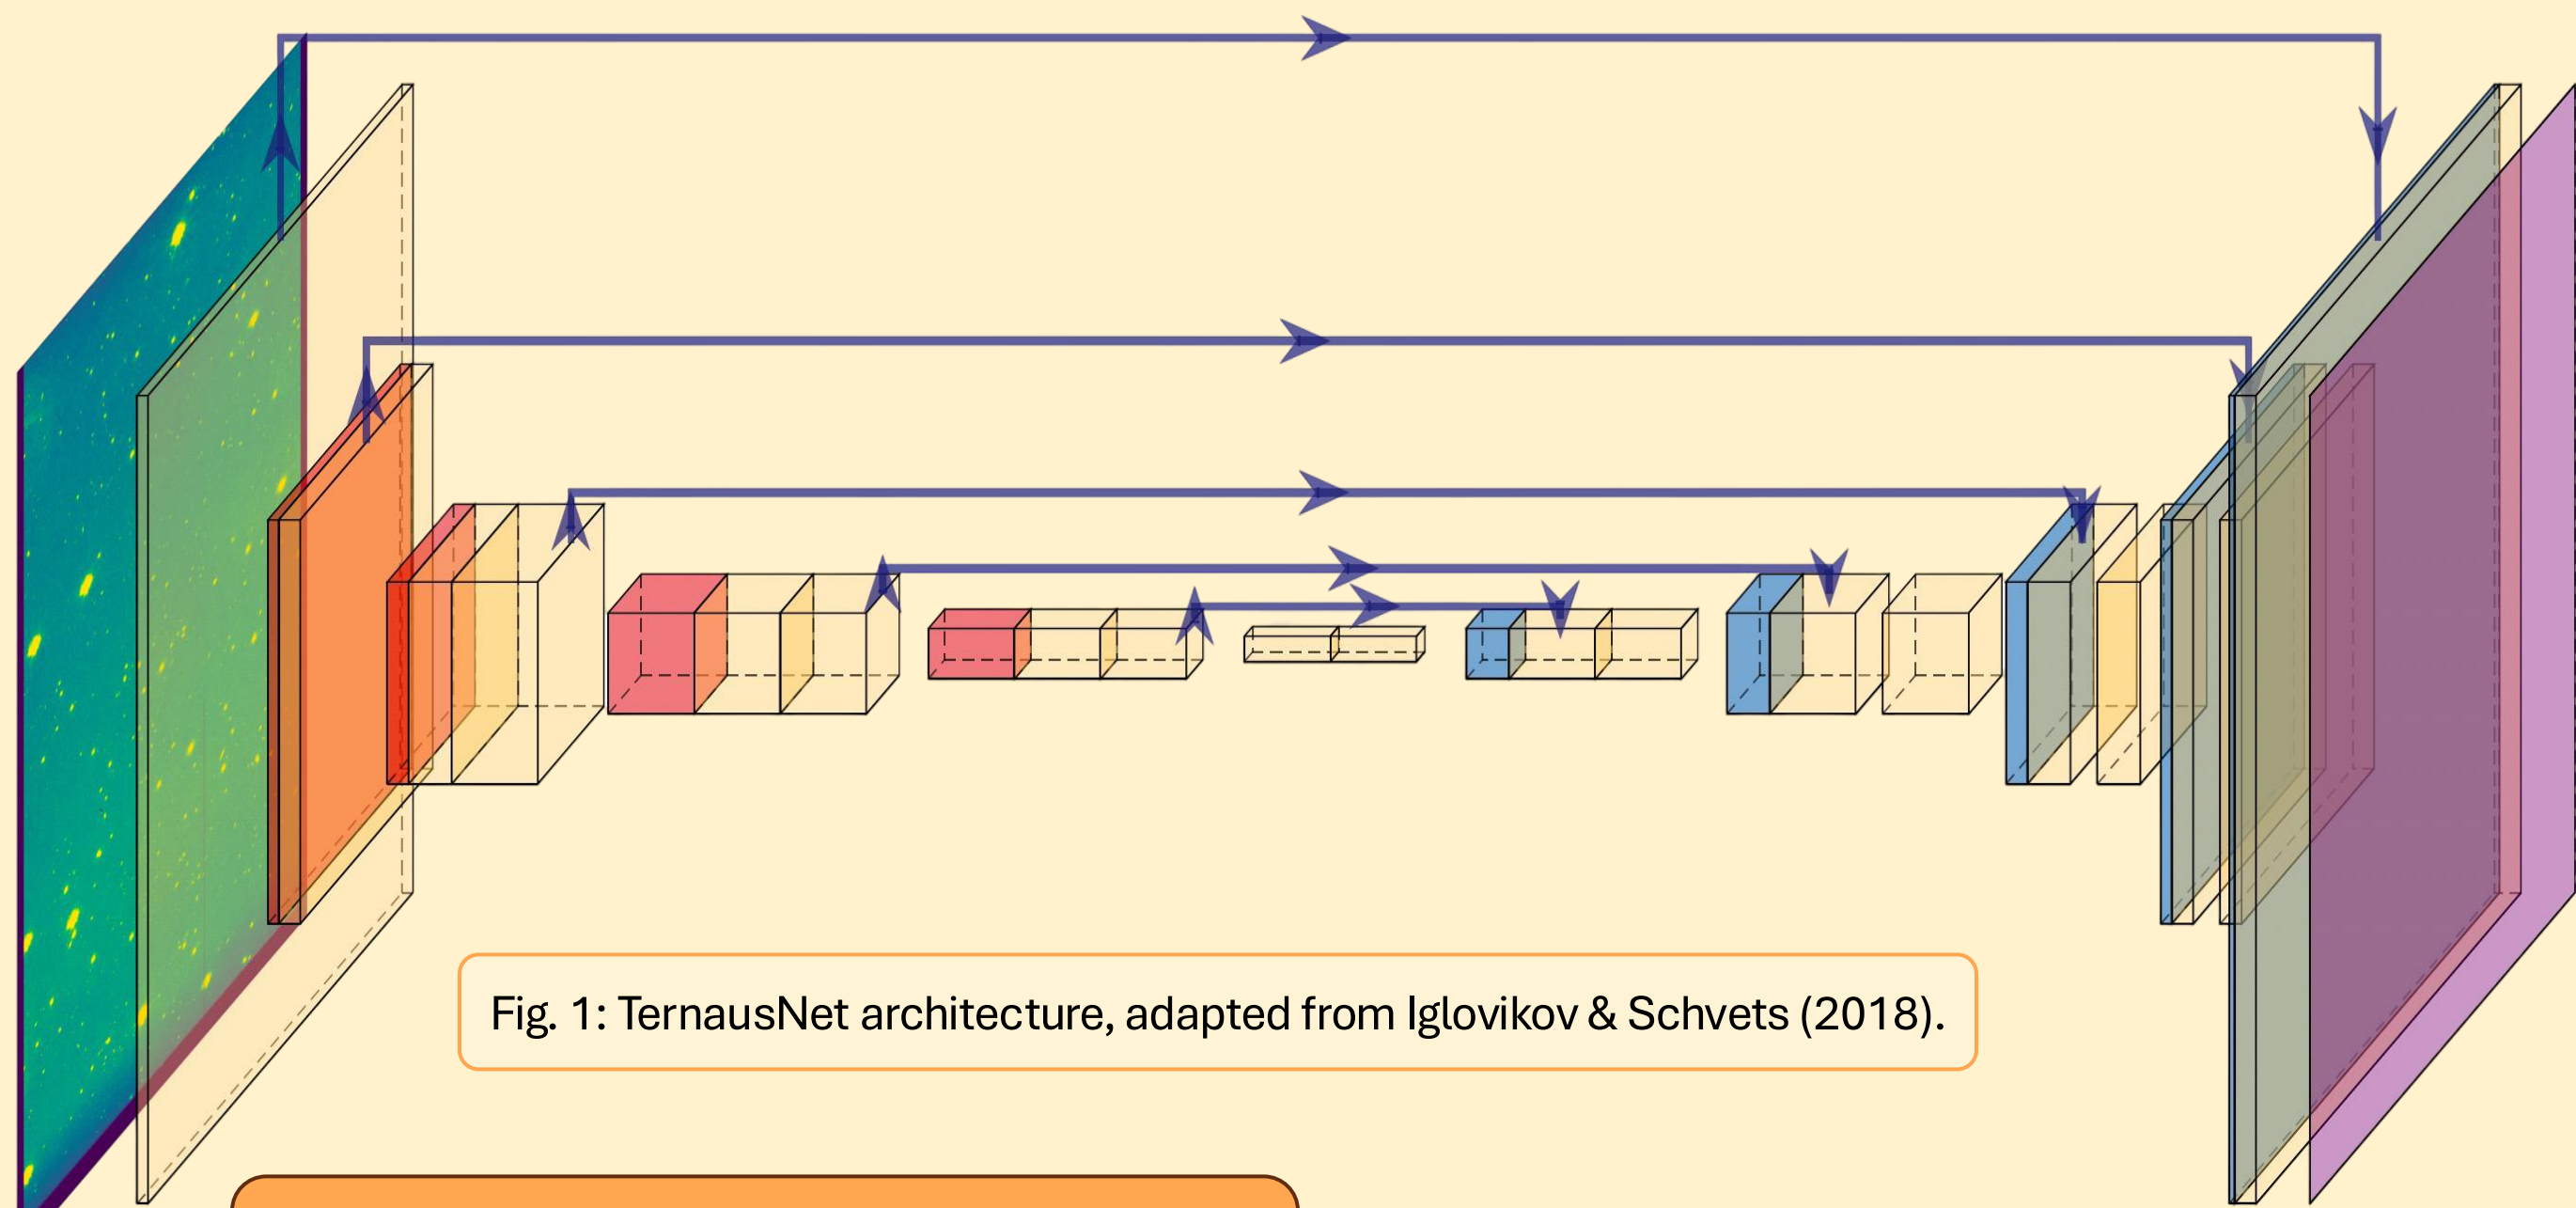 Fig. 1: TernausNet architecture, adapted from Iglovikov & Schvets (2018).